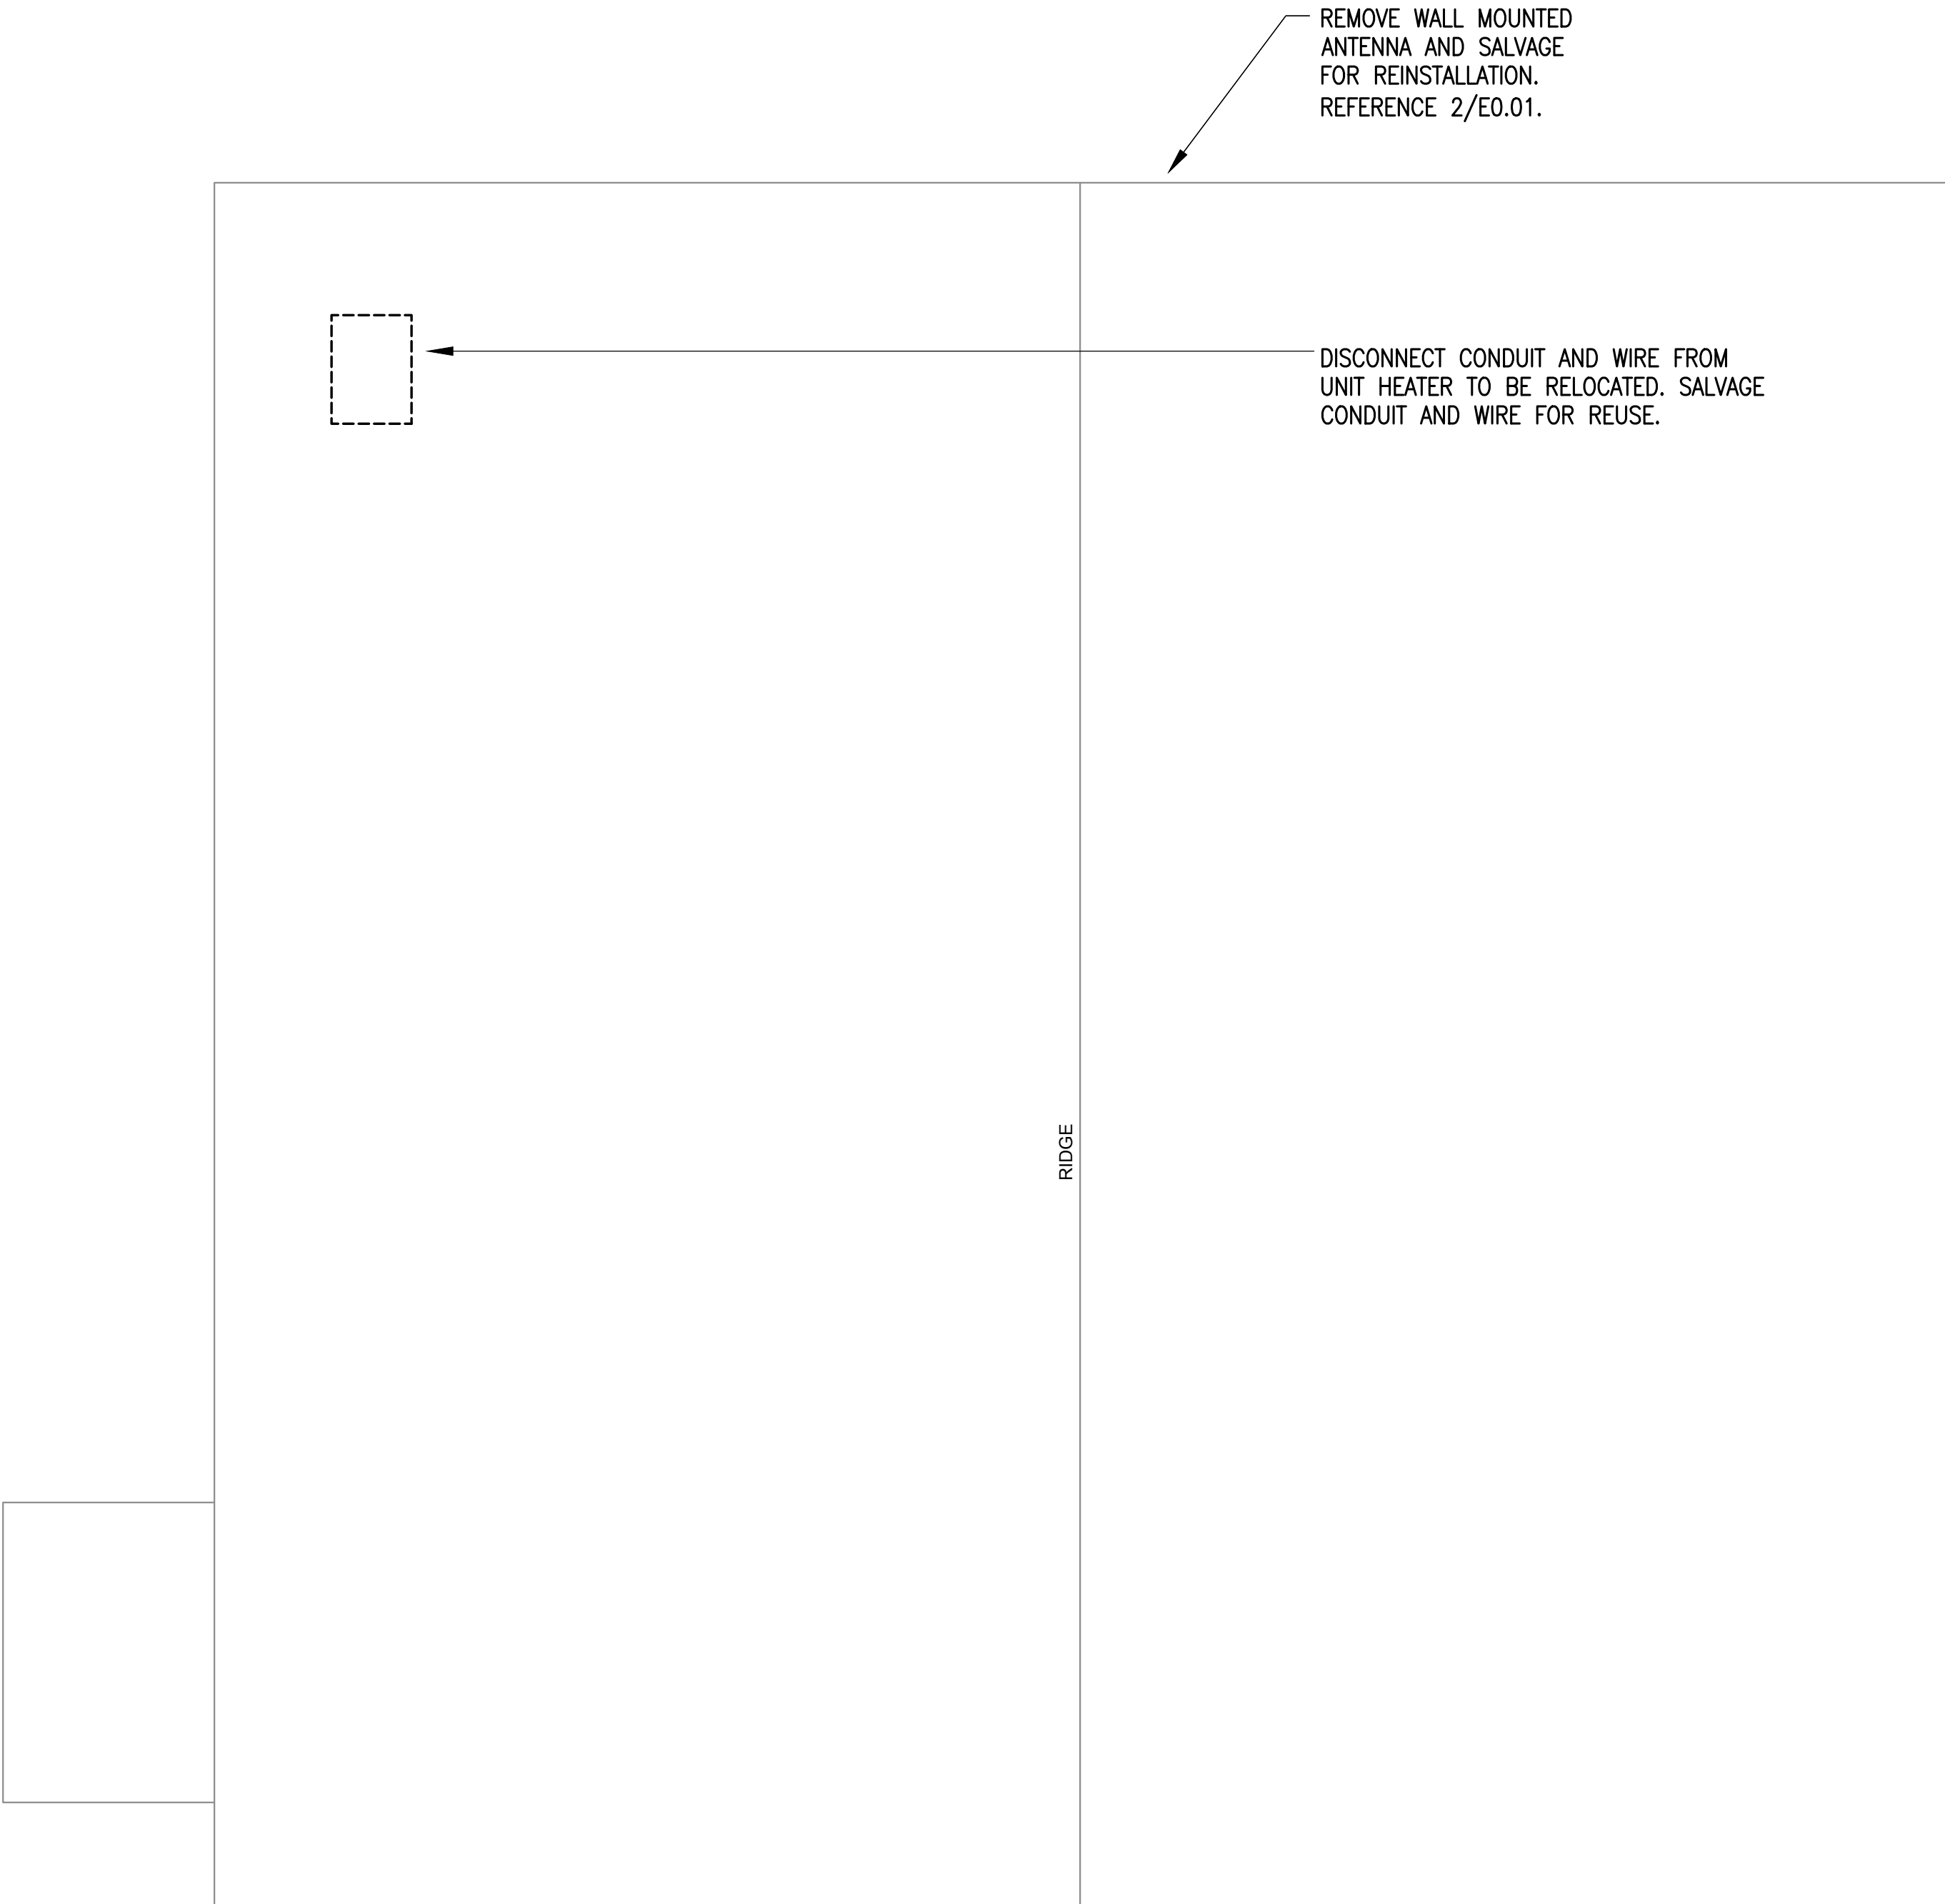 REMOVE WALL MOUNTED
ANTENNA AND SALVAGE
FOR REINSTALLATION.
REFERENCE 2/E0.01.
DISCONNECT CONDUIT AND WIRE FROM
UNIT HEATER TO BE RELOCATED. SALVAGE
CONDUIT AND WIRE FOR REUSE.
RIDGE